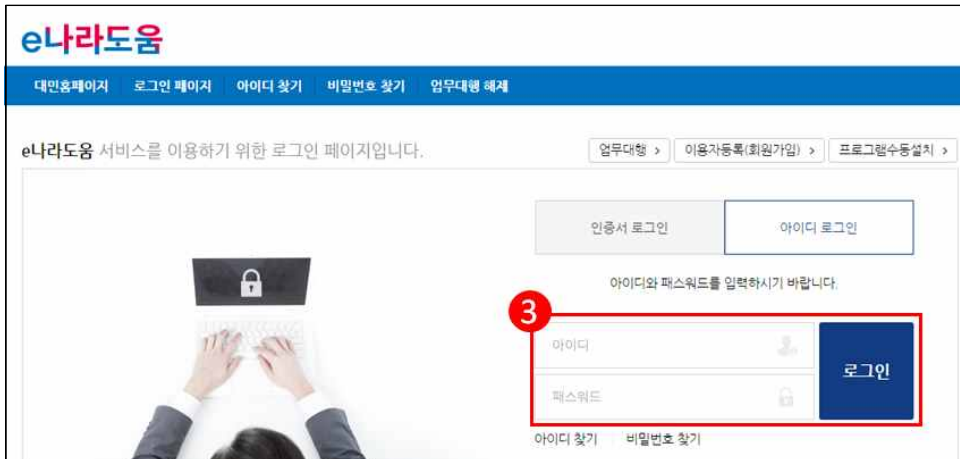 e나라도움
대민홈페이지 로그인 페이지 아이디 찾기 비밀번호 찾기 업무대행 해제
e나라도움 서비스를 이용하기 위한 로그인 페이지입니다. 업무대행 > 이용자등록(회원가입) > 프로그램수동설치 >
인증서 로그인 아이디 로그인
아이디와 패스워드를 입력하시기 바랍니다.
3
아이디
로그인
패스워드
아이디 찾기 비밀번호 찾기